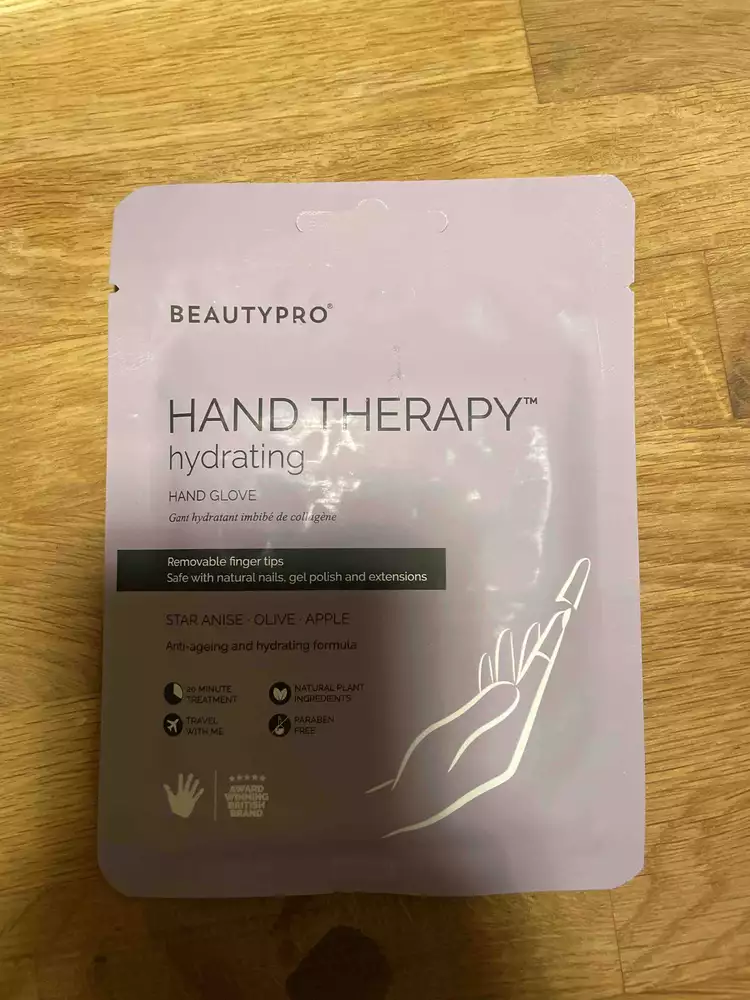 BEAUTYPRO®
HAND THERAPY™
hydrating
HAND GLOVE
Gant hydratant imbibé de collagène
Removable finger tips
Safe with natural nails, gel polish and extensions
STAR ANISE · OLIVE · APPLE
Anti-ageing and hydrating formula
20 MINUTE
TREATMENT
NATURAL PLANT
INGREDIENTS
TRAVEL
WITH ME
PARABEN
FREE
AWARD
WINNING
BRITISH
BRAND